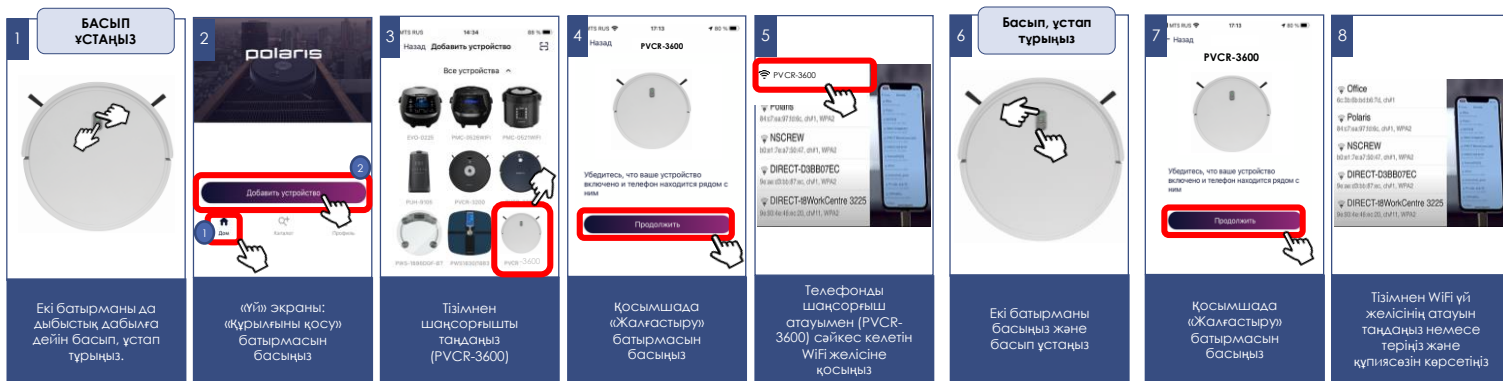 1
БАСЫП
ҰСТАҢЫЗ
Екі батырманы да
дыбыстық дабылға
дейін басып, ұстап
тұрыңыз.
2
polaris
2
Добавить устройство
1
Дом
Каталог
Профиль
«Үй» экраны:
«Құрылғыны қосу»
батырмасын
басыңыз
3
MTS RUS 14:34 89 %
Назад Добавить устройство
Все устройства
EVO-0225 PMC-0526WIFI PMC-0521WIFI
PVCR-3200
PVCR -3600
Тізімнен
шаңсорғышты
таңдаңыз
(PVCR-3600)
4
MTS RUS 17:13 80 %
Назад
PVCR-3600
Убедитесь, что ваше устройство
включено и телефон находится рядом с
ним
Продолжить
Қосымшада
«Жалғастыру»
батырмасын
басыңыз
5
PVCR-3600
Polaris
NSCREW
DIRECT-D3BB07EC
DIRECT-t8WorkCentre 3225
Телефонды
шаңсорғыш
атауымен (PVCR-
3600) сәйкес келетін
WiFi желісіне
қосыңыз
6
Басып, ұстап
тұрыңыз
Екі батырманы
басыңыз және
басып ұстаңыз
7
MTS RUS 17:13 80 %
Назад
PVCR-3600
Убедитесь, что ваше устройство
включено и телефон находится рядом с
ним
Продолжить
Қосымшада
«Жалғастыру»
батырмасын
басыңыз
8
Office
Polaris
NSCREW
DIRECT-D3BB07EC
DIRECT-t8WorkCentre 3225
Тізімнен WiFi үй
желісінің атауын
таңдаңыз немесе
теріңіз және
құпиясөзін көрсетіңіз